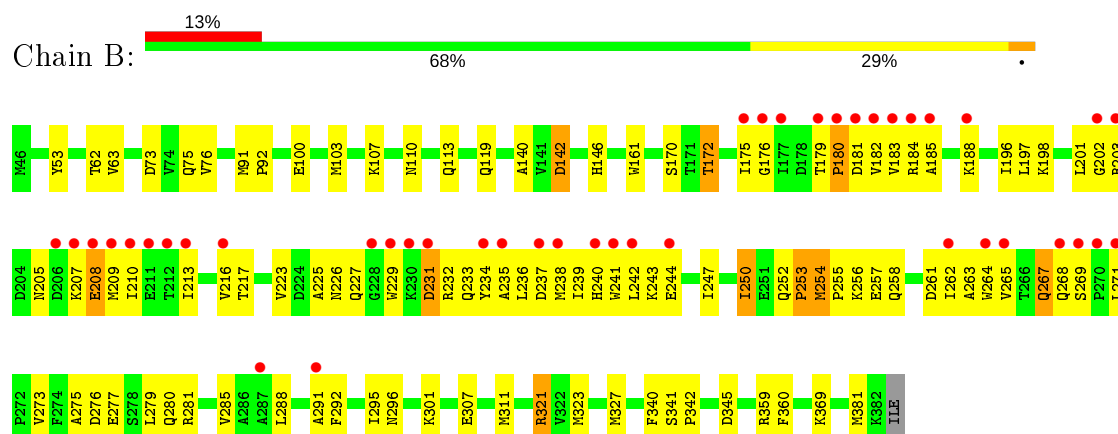 13%
Chain B:
68% 29% •
M46 Y53 T62 V63 D73 V74 Q75 V76 M91 P92 E100 M103 K107 N110 Q113 Q119 A140 V141 D142 H146 W161 S170 T171 T172 I175 G176 I177 D178 T179 P180 D181 V182 V183 R184 A185 K188 I196 L197 K198 L201 G202 R203
D204 N205 D206 K207 E208 M209 I210 E211 T212 I213 V216 T217 V223 D224 A225 N226 Q227 G228 W229 K230 D231 R232 Q233 Y234 A235 L236 D237 M238 I239 H240 W241 L242 K243 E244 I247 I250 E251 Q252 P253 M254 P255 K256 E257 Q258 D261 I262 A263 W264 V265 T266 Q267 Q268 S269 P270 L271
P272 V273 F274 A275 D276 E277 S278 L279 Q280 R281 V285 A286 A287 L288 A291 F292 I295 N296 K301 E307 M311 R321 V322 M323 M327 F340 S341 P342 D345 R359 F360 K369 M381 K382 ILE